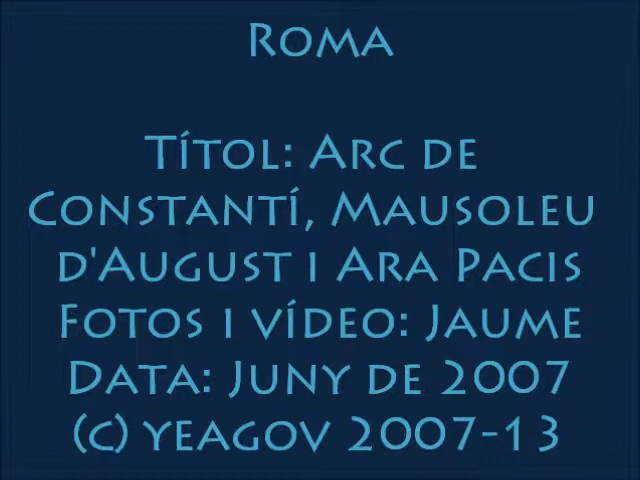 Roma
Títol: Arc de
Constantí, Mausoleu
d'August i Ara Pacis
Fotos i vídeo: Jaume
Data: Juny de 2007
(c) yeagov 2007-13